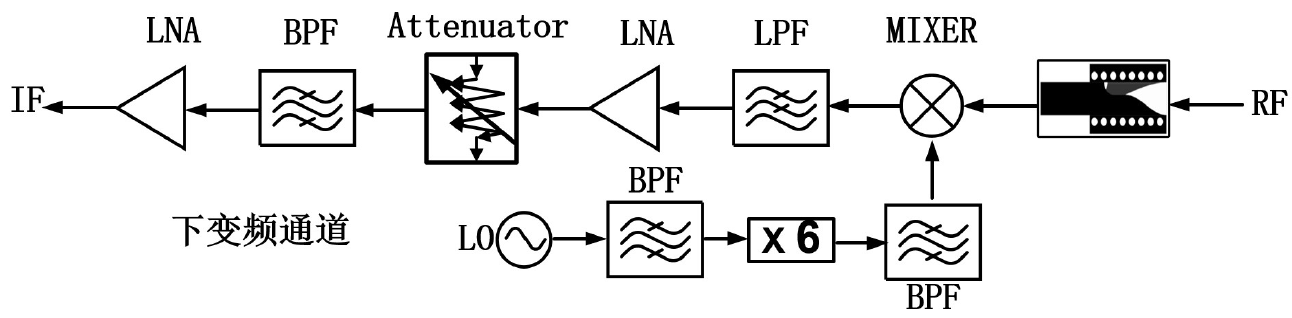 LNA BPF Attenuator LNA LPF MIXER
IF RF
BPF
下变频通道 LO x 6
BPF